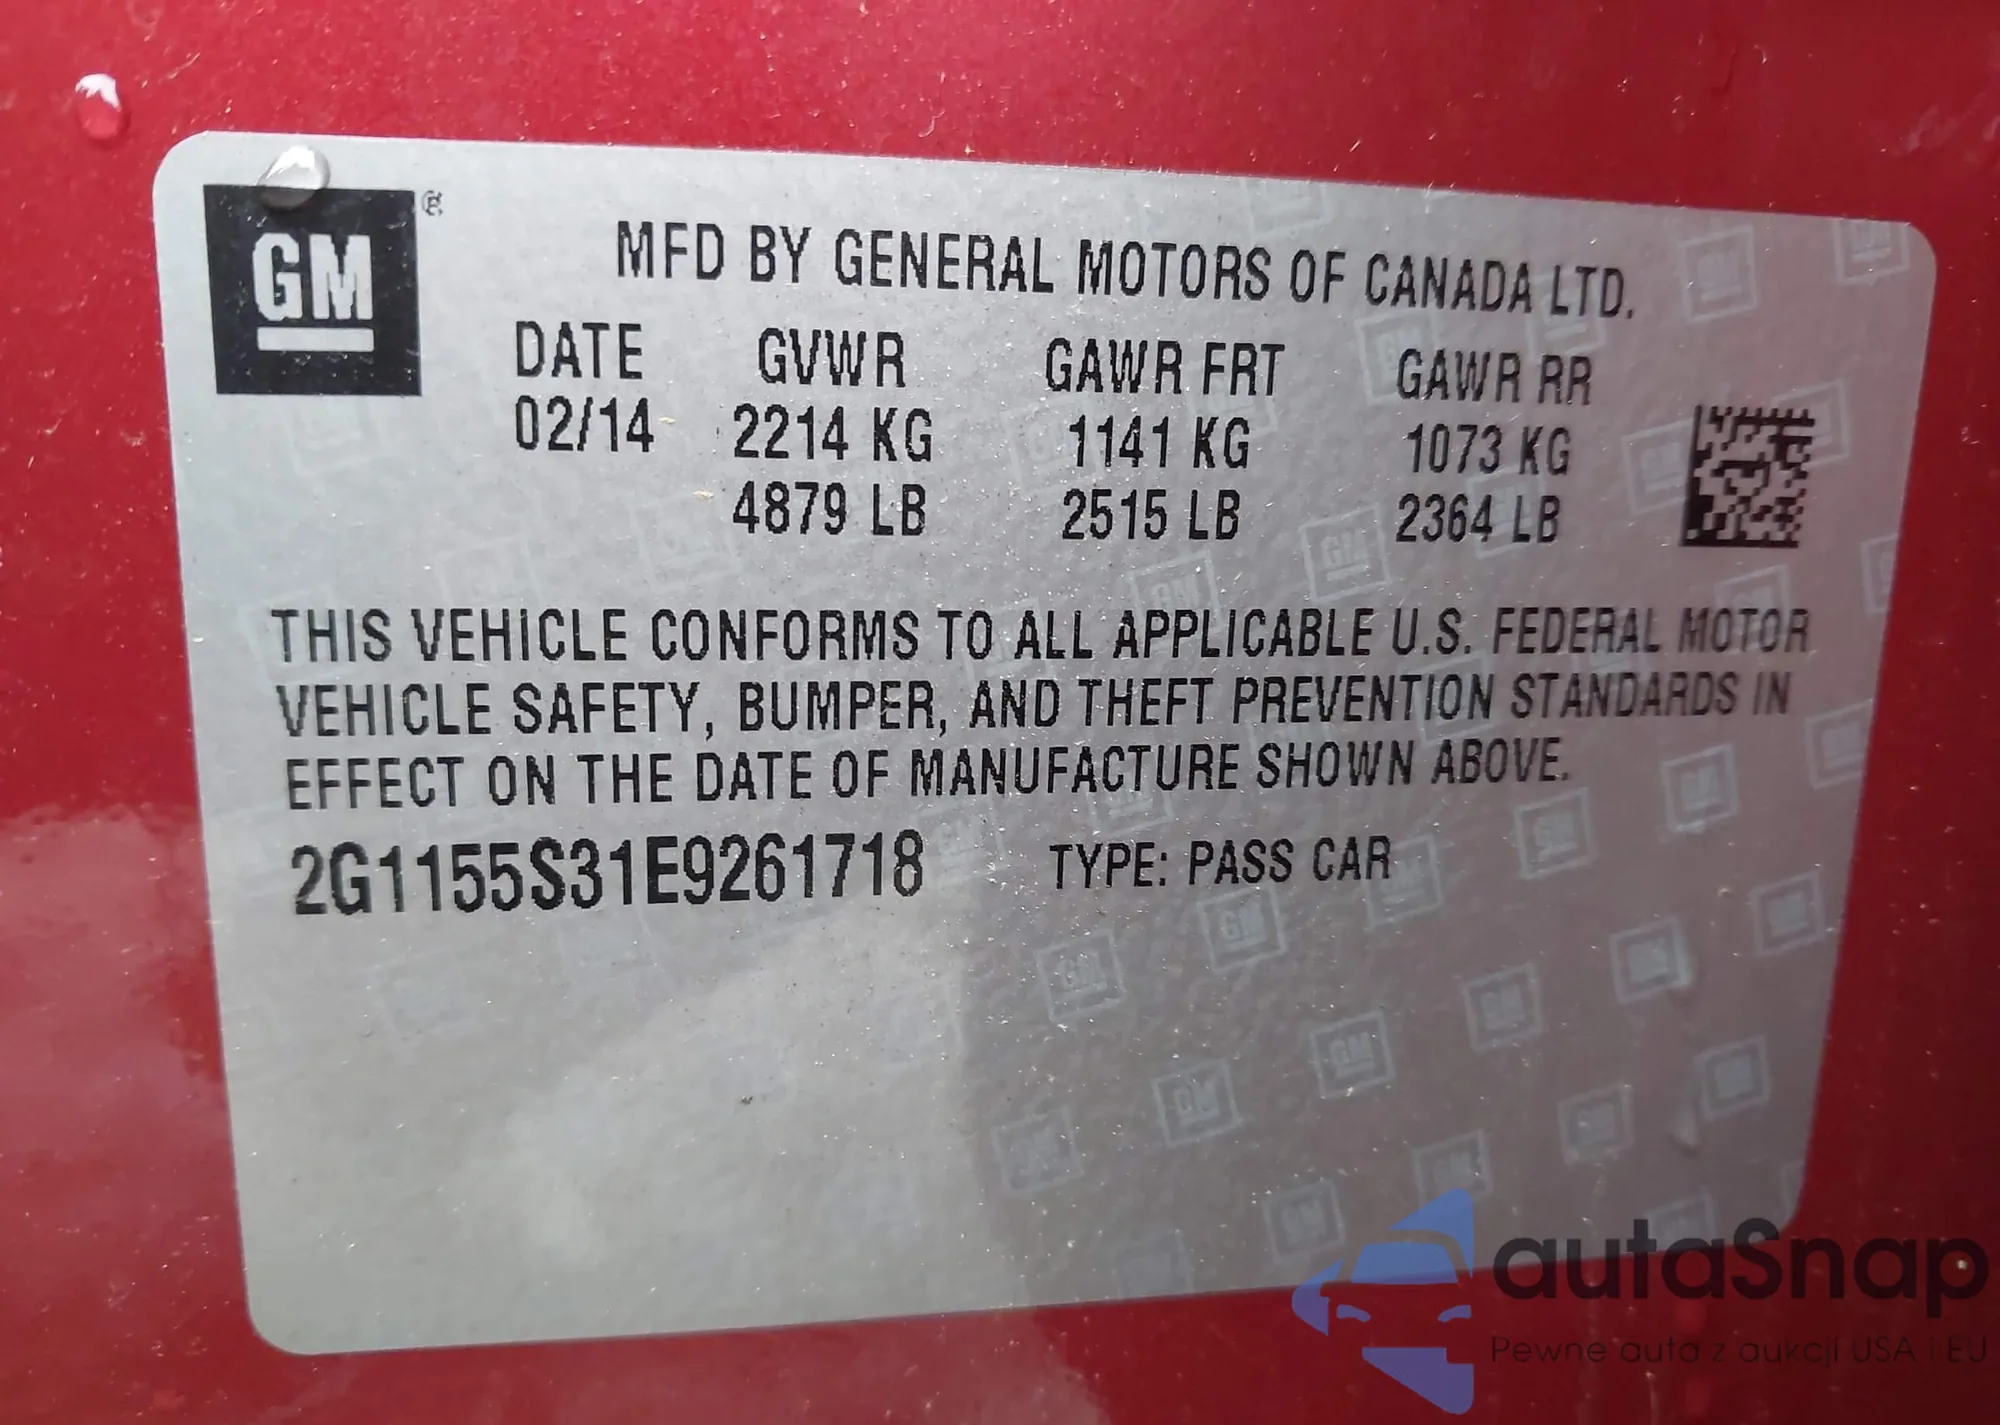 GM ®
MFD BY GENERAL MOTORS OF CANADA LTD.
DATE GVWR GAWR FRT GAWR RR
02/14 2214 KG 1141 KG 1073 KG
4879 LB 2515 LB 2364 LB
THIS VEHICLE CONFORMS TO ALL APPLICABLE U.S. FEDERAL MOTOR
VEHICLE SAFETY, BUMPER, AND THEFT PREVENTION STANDARDS IN
EFFECT ON THE DATE OF MANUFACTURE SHOWN ABOVE.
2G1155S31E9261718 TYPE: PASS CAR
autaSnap
Pewne auta z aukcji USA i EU